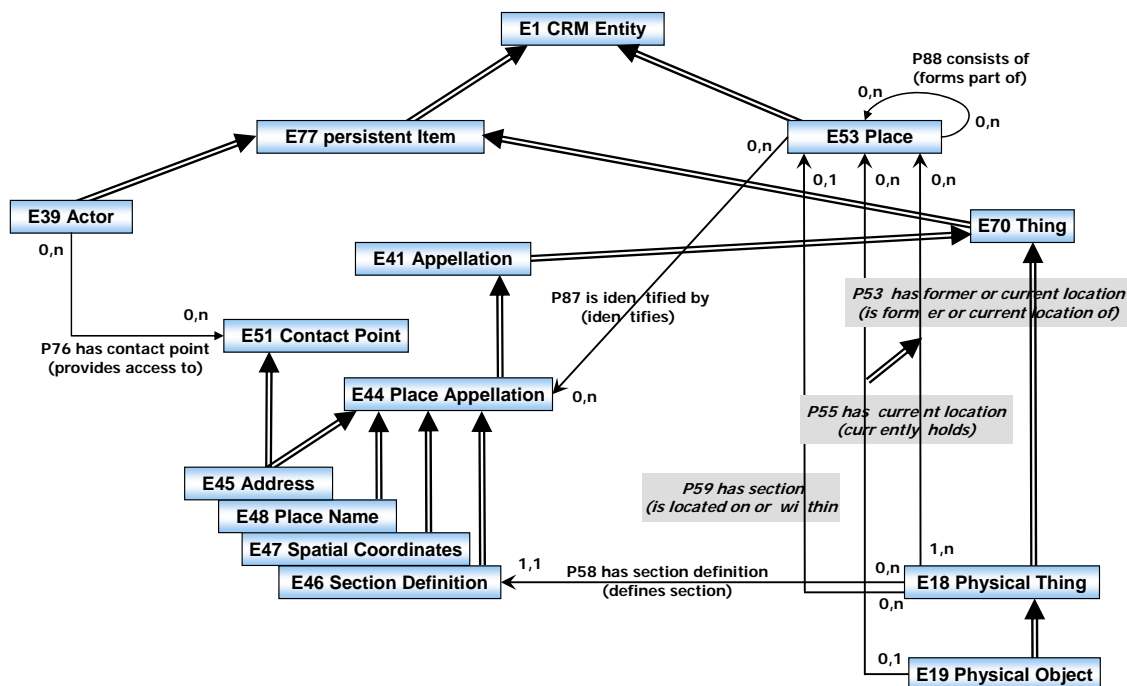 E1 CRM Entity
P88 consists of
(forms part of)
0,n
0,n
E77 persistent Item
E53 Place
0,n
0,1
0,n
0,n
E39 Actor
0,n
E70 Thing
E41 Appellation
P87 is iden tified by
(iden tifies)
P53 has former or current location
(is form er or current location of)
0,n
E51 Contact Point
P76 has contact point
(provides access to)
E44 Place Appellation
0,n
P55 has current location
(curr ently holds)
E45 Address
P59 has section
(is located on or wi thin
E48 Place Name
E47 Spatial Coordinates
1,n
1,1
P58 has section definition
(defines section)
0,n
E46 Section Definition
E18 Physical Thing
0,n
0,1
E19 Physical Object